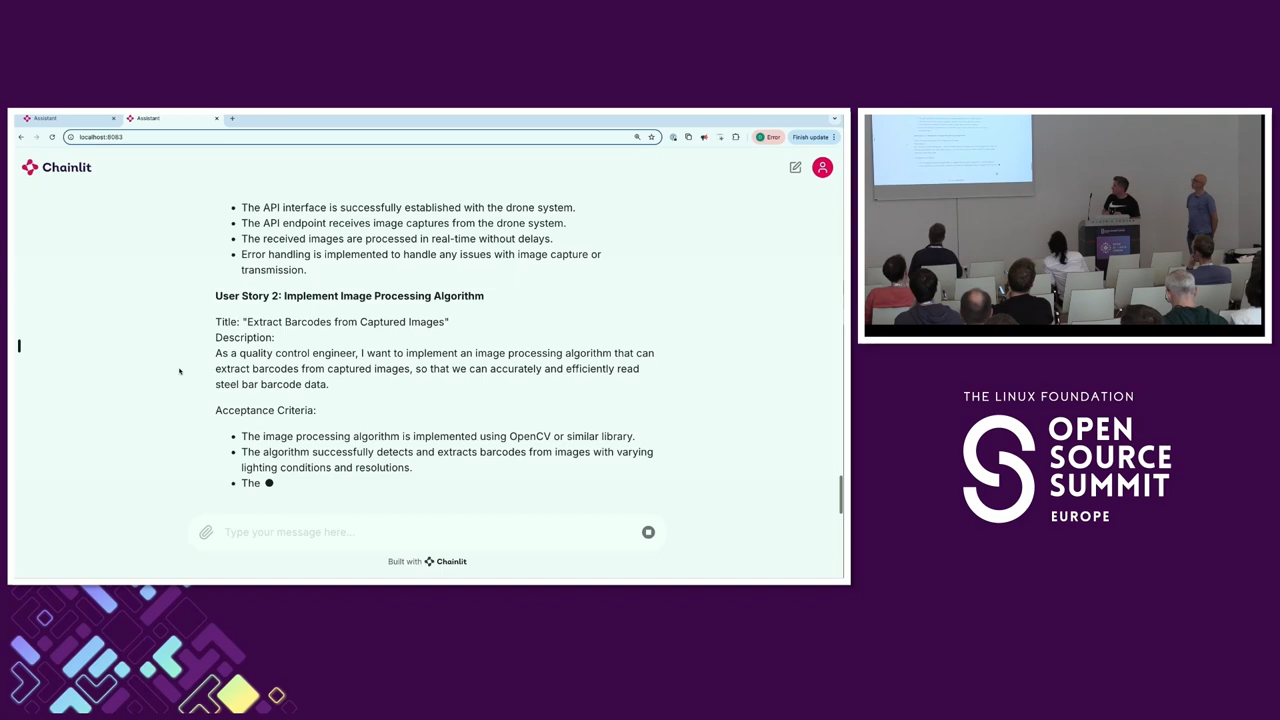 Assistant
Assistant
localhost:8083
Error
Finish update
Chainlit
The API interface is successfully established with the drone system.
The API endpoint receives image captures from the drone system.
The received images are processed in real-time without delays.
Error handling is implemented to handle any issues with image capture or
transmission.
User Story 2: Implement Image Processing Algorithm
Title: "Extract Barcodes from Captured Images"
Description:
As a quality control engineer, I want to implement an image processing algorithm that can
extract barcodes from captured images, so that we can accurately and efficiently read
steel bar barcode data.
Acceptance Criteria:
The image processing algorithm is implemented using OpenCV or similar library.
The algorithm successfully detects and extracts barcodes from images with varying
lighting conditions and resolutions.
The
Type your message here...
Built with Chainlit
THE LINUX FOUNDATION
OPEN
SOURCE
SUMMIT
EUROPE